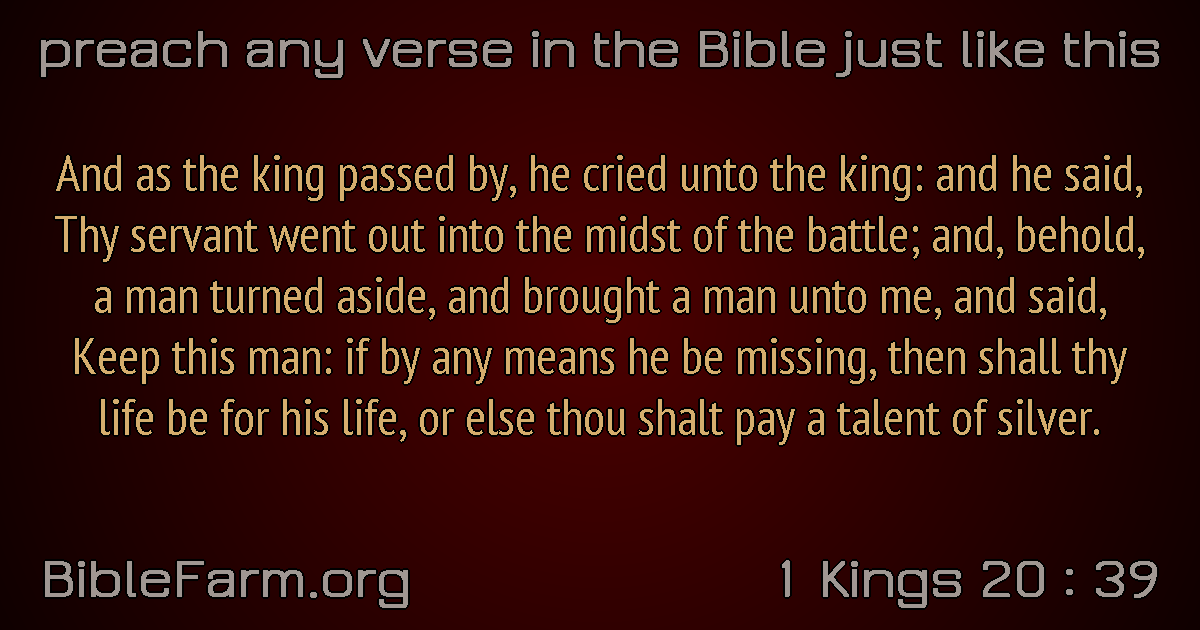 preach any verse in the Bible just like this
And as the king passed by, he cried unto the king: and he said,
Thy servant went out into the midst of the battle; and, behold,
a man turned aside, and brought a man unto me, and said,
Keep this man: if by any means he be missing, then shall thy
life be for his life, or else thou shalt pay a talent of silver.
BibleFarm.org
1 Kings 20 : 39